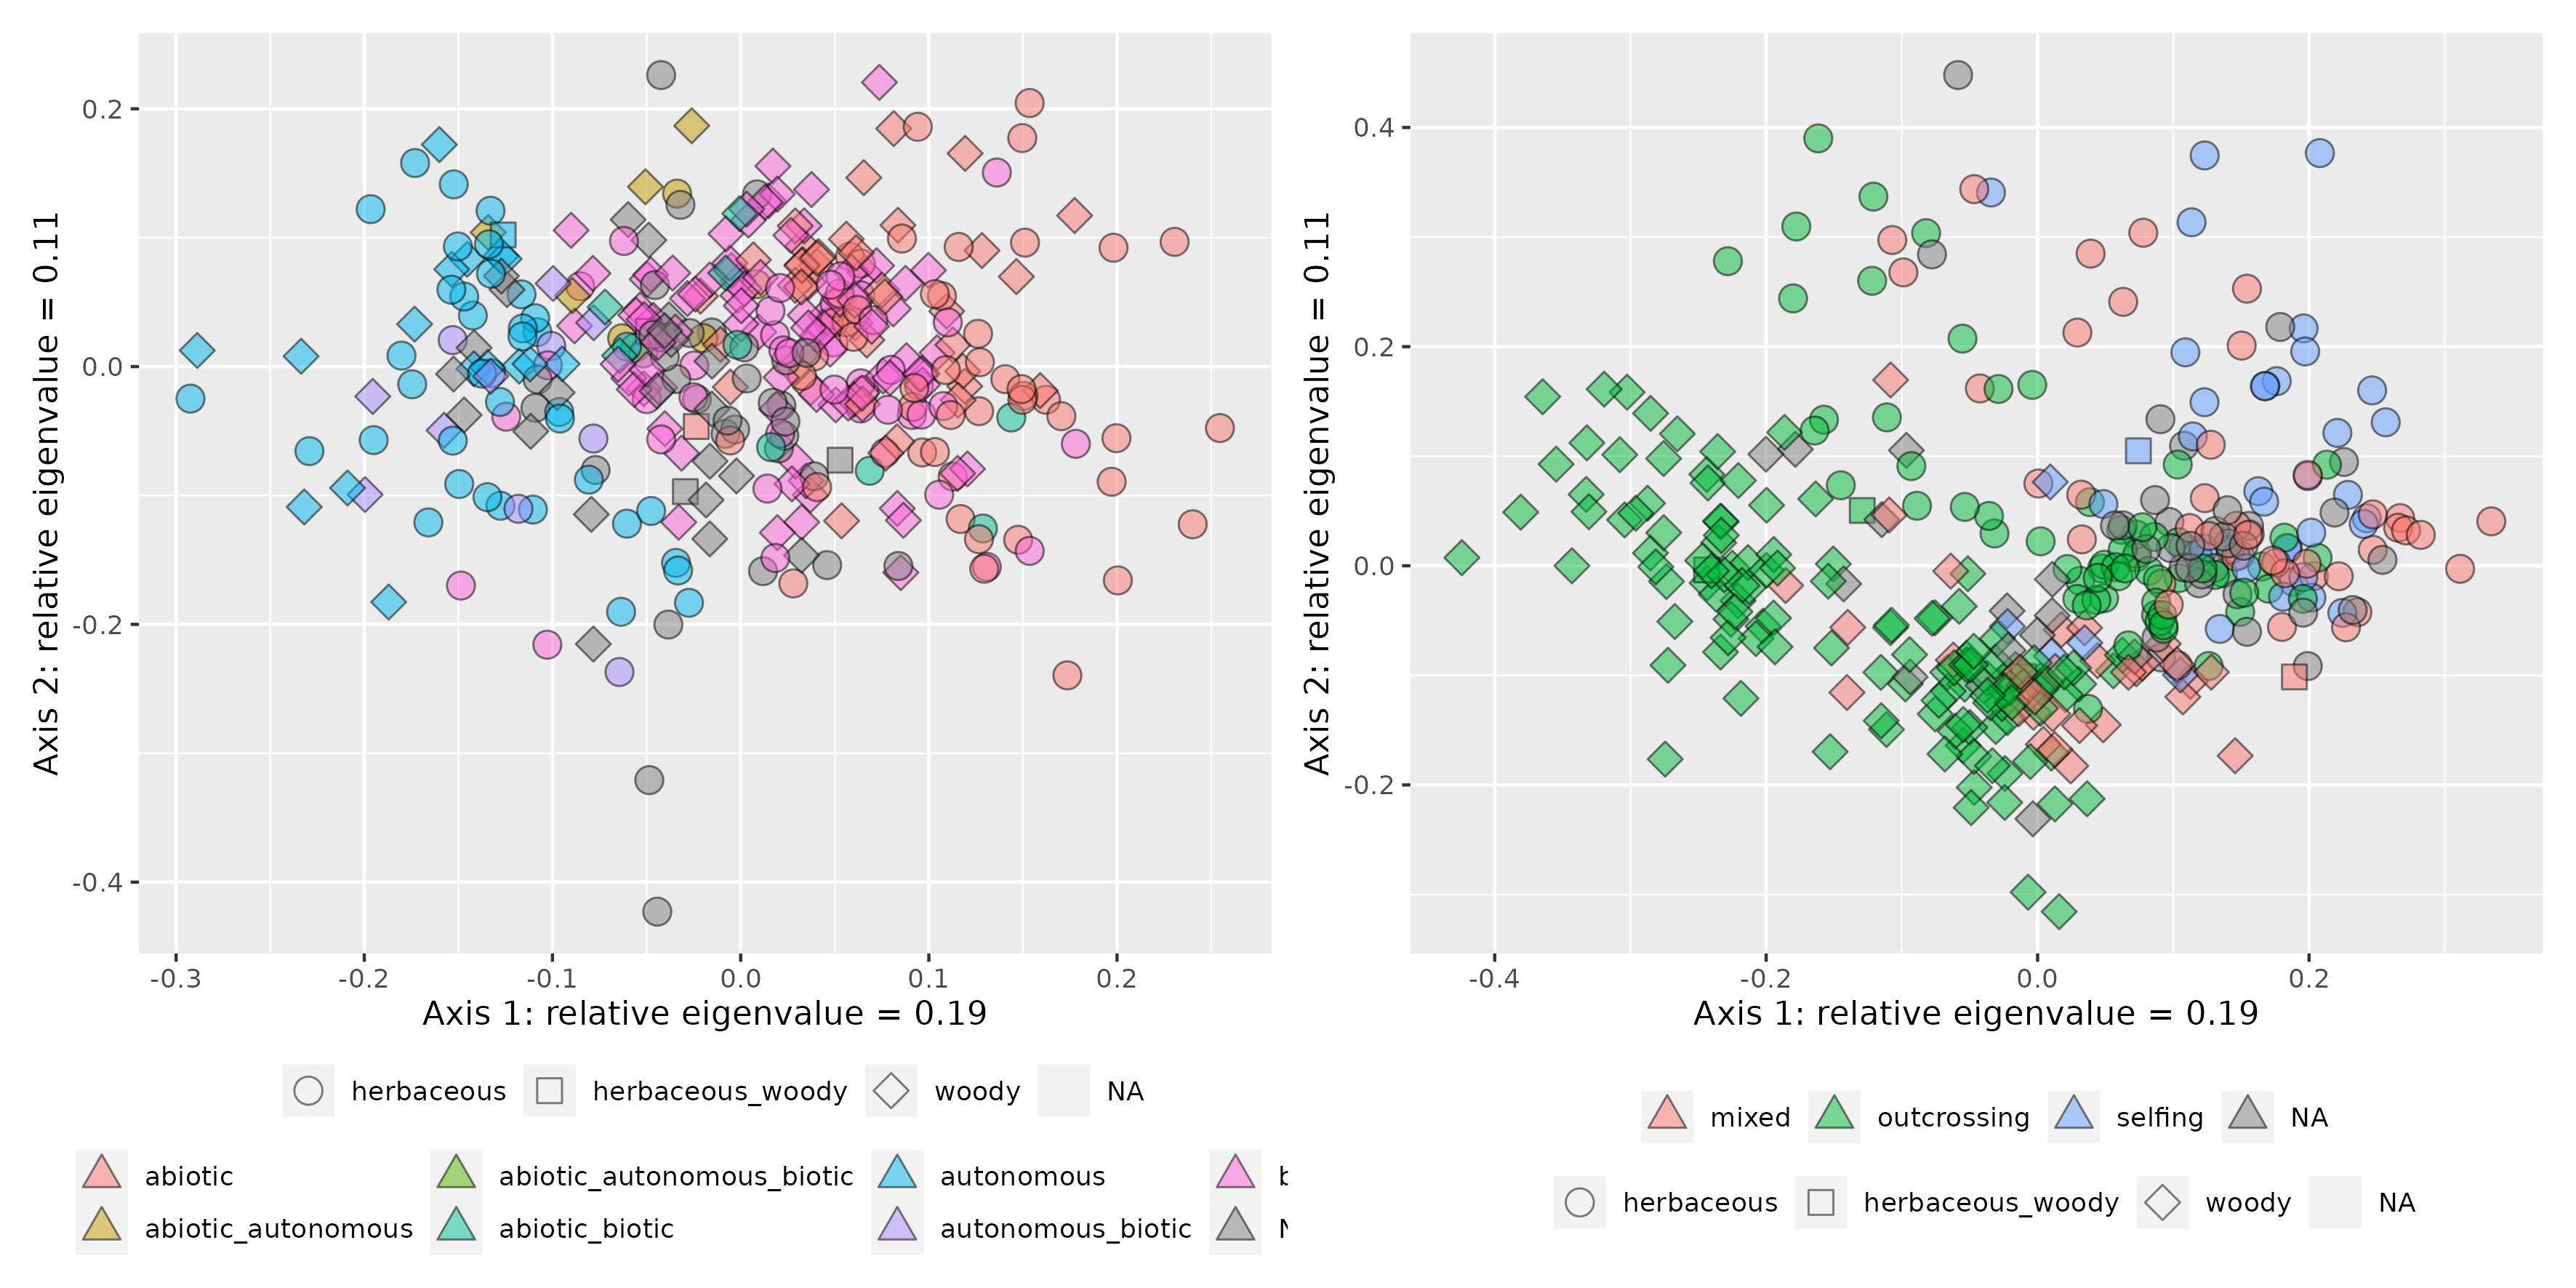 0.2
0.0
-0.2
-0.4
Axis 2: relative eigenvalue = 0.11
-0.3 -0.2 -0.1 0.0 0.1 0.2
Axis 1: relative eigenvalue = 0.19
herbaceous herbaceous_woody woody NA
abiotic abiotic_autonomous_biotic autonomous
abiotic_autonomous abiotic_biotic autonomous_biotic
0.4
0.2
0.0
-0.2
Axis 2: relative eigenvalue = 0.11
-0.4 -0.2 0.0 0.2
Axis 1: relative eigenvalue = 0.19
mixed outcrossing selfing NA
herbaceous herbaceous_woody woody NA